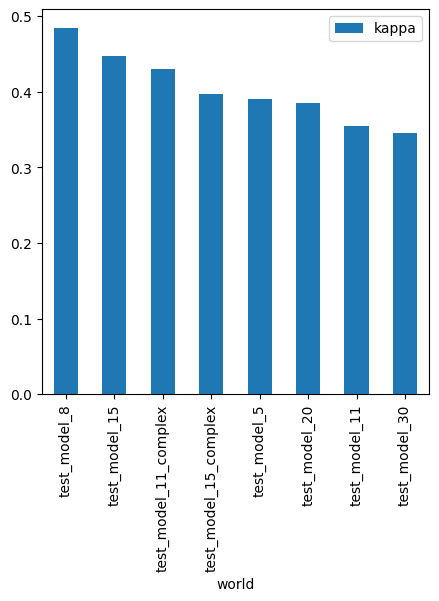 0.5
0.4
0.3
0.2
0.1
0.0
kappa
test_model_8
test_model_15
test_model_11_complex
test_model_15_complex
test_model_5
test_model_20
test_model_11
test_model_30
world